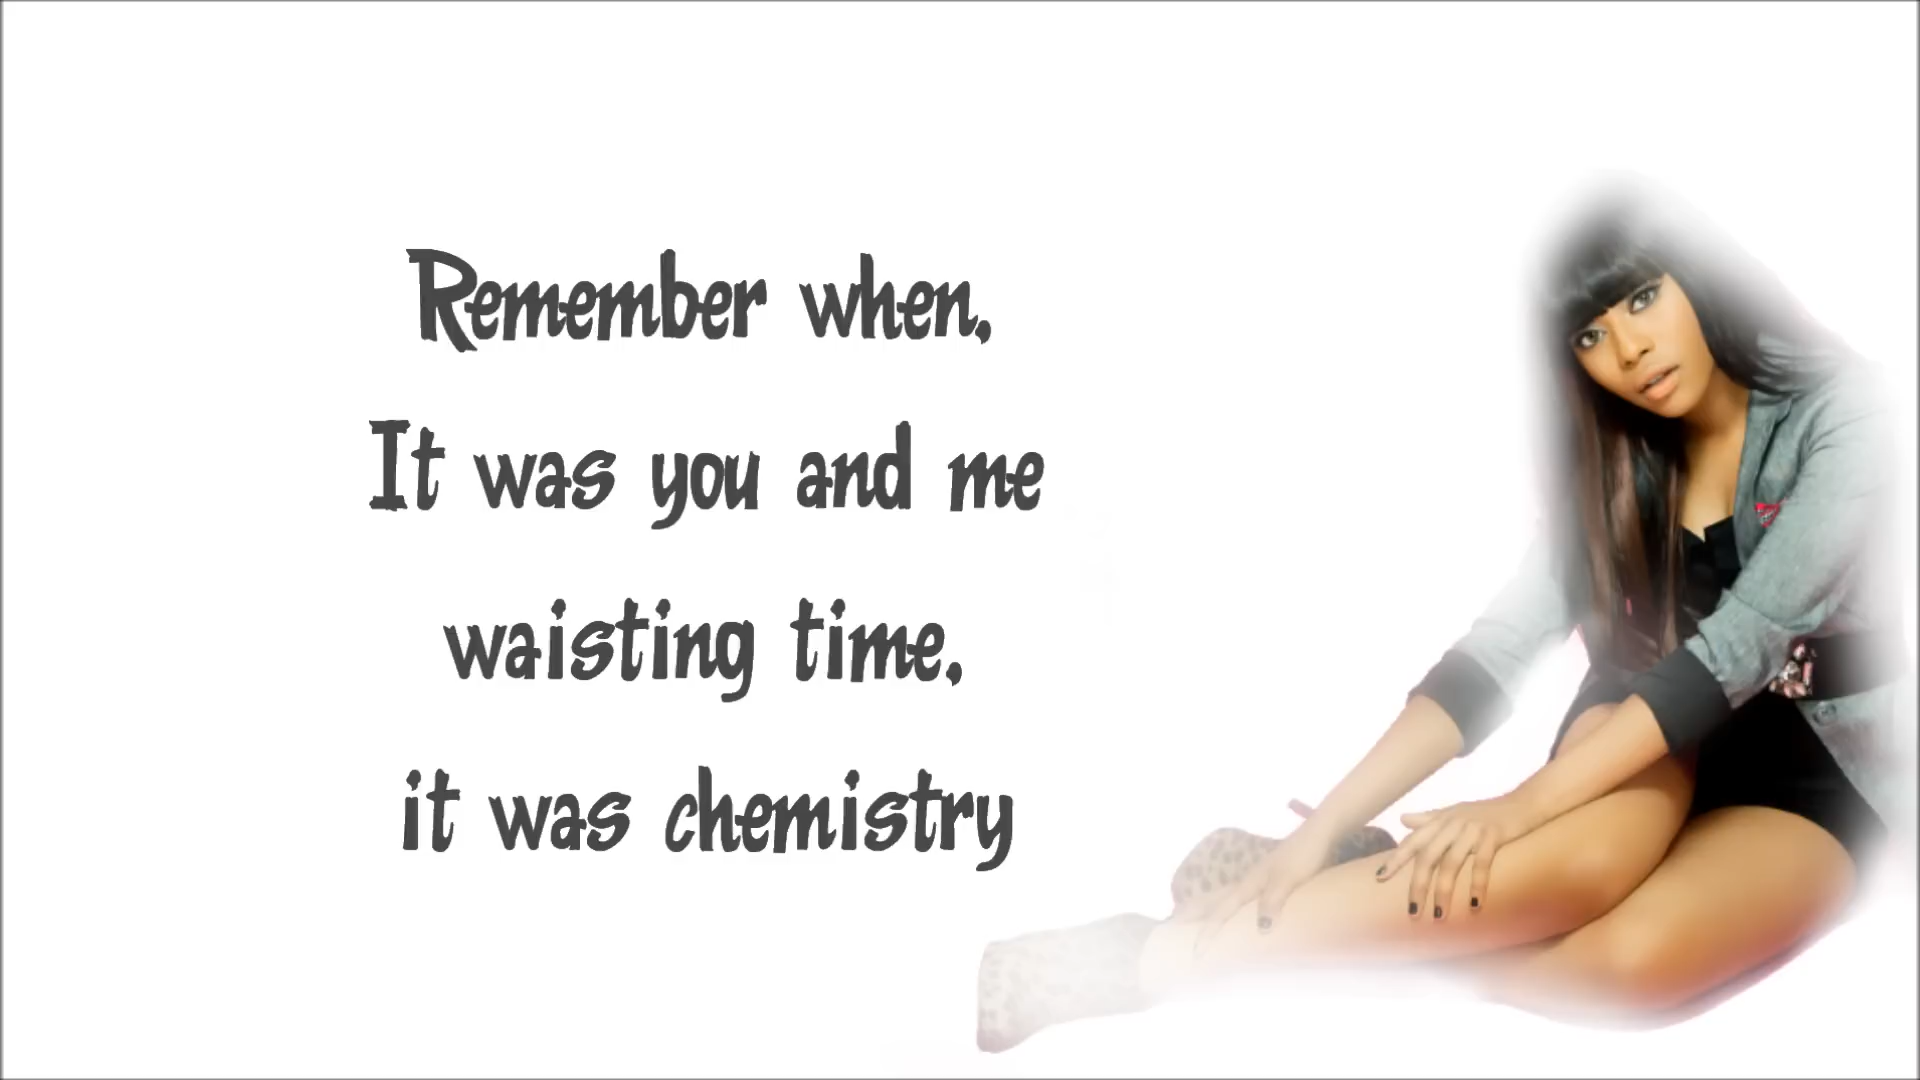 Remember when,
It was you and me
waisting time,
it was chemistry